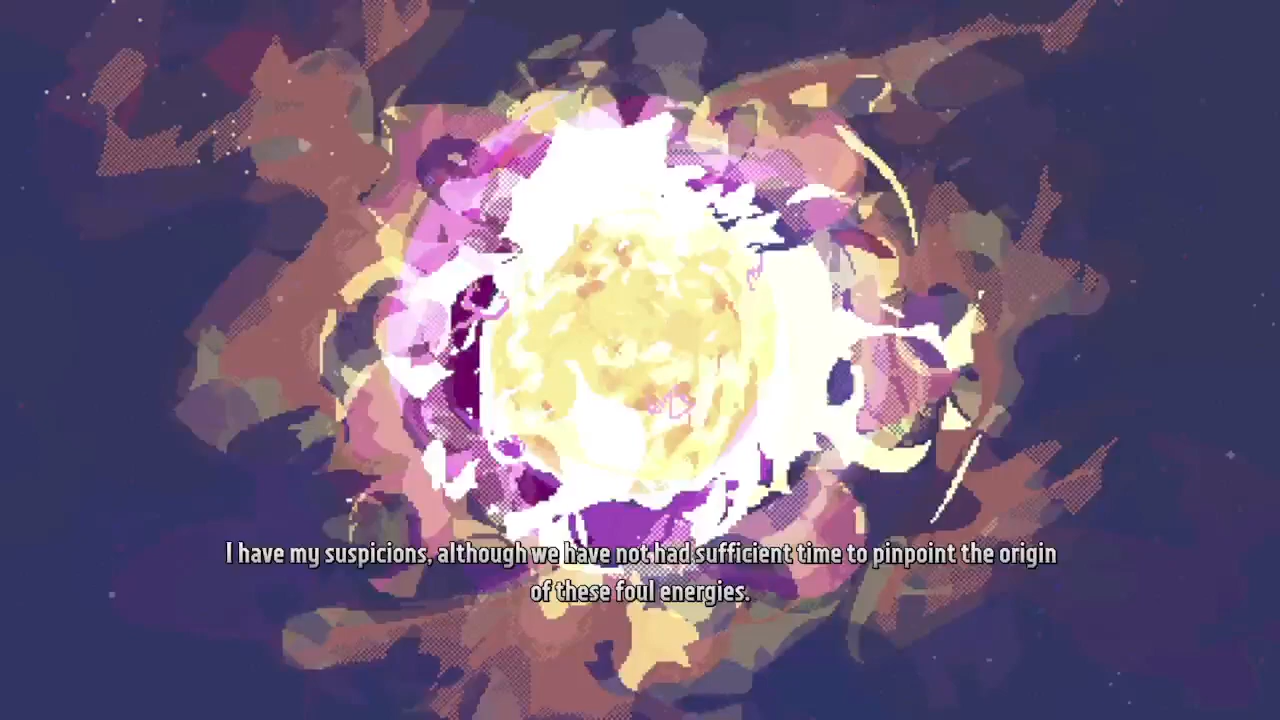 I have my suspicions, although we have not had sufficient time to pinpoint the origin
of these foul energies.